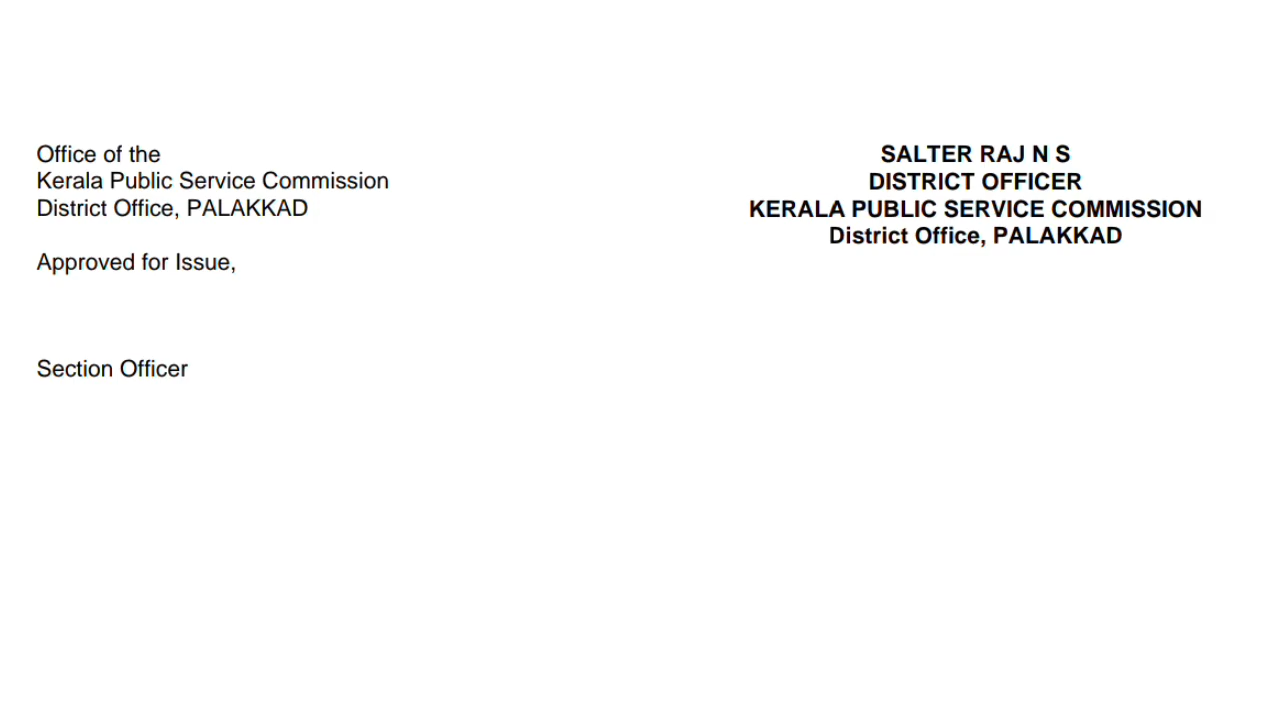 Office of the
Kerala Public Service Commission
District Office, PALAKKAD
Approved for Issue,
Section Officer
SALTER RAJ N S
DISTRICT OFFICER
KERALA PUBLIC SERVICE COMMISSION
District Office, PALAKKAD